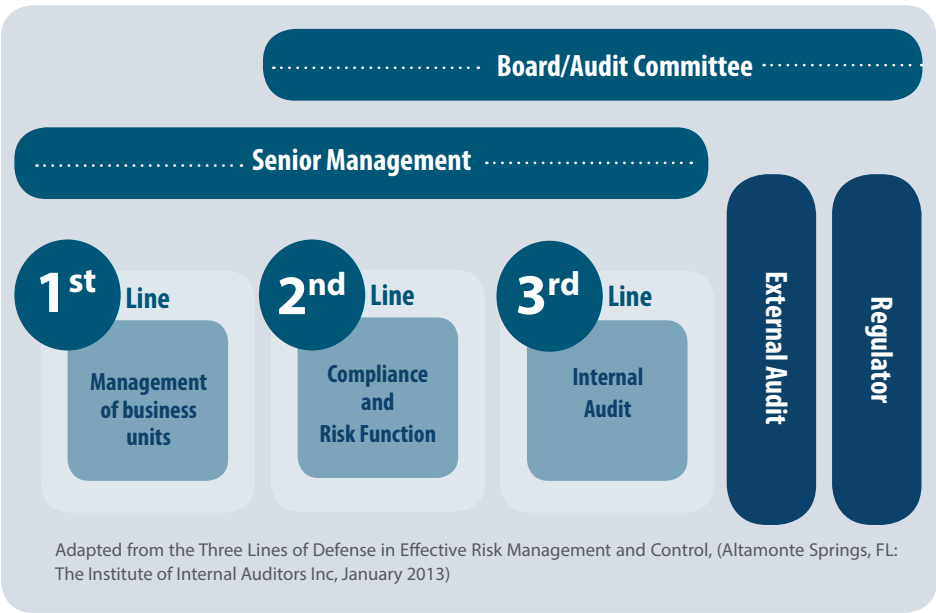 Board/Audit Committee
Senior Management
1st Line
Management
of business
units
2nd Line
Compliance
and
Risk Function
3rd Line
Internal
Audit
External Audit
Regulator
Adapted from the Three Lines of Defense in Effective Risk Management and Control, (Altamonte Springs, FL:
The Institute of Internal Auditors Inc, January 2013)